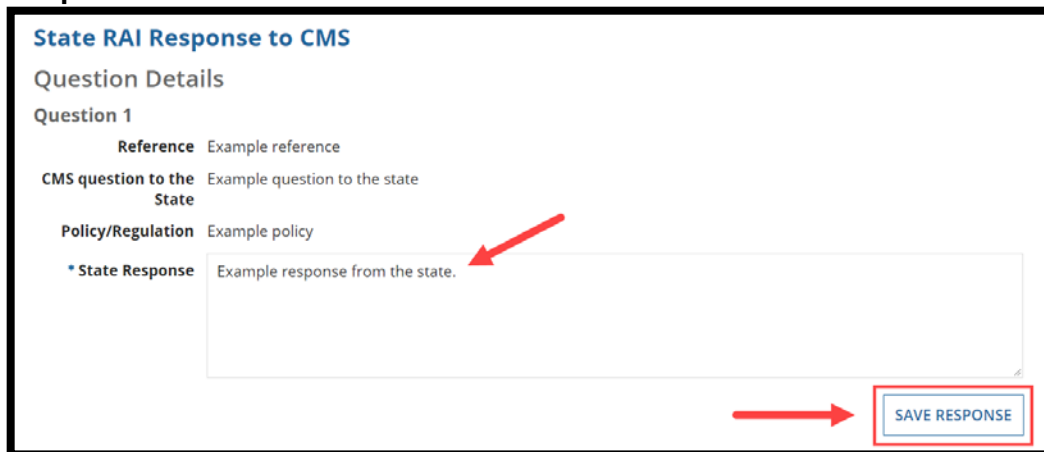 State RAI Response to CMS
Question Details
Question 1
Reference Example reference
CMS question to the State Example question to the state
Policy/Regulation Example policy
* State Response Example response from the state.
SAVE RESPONSE